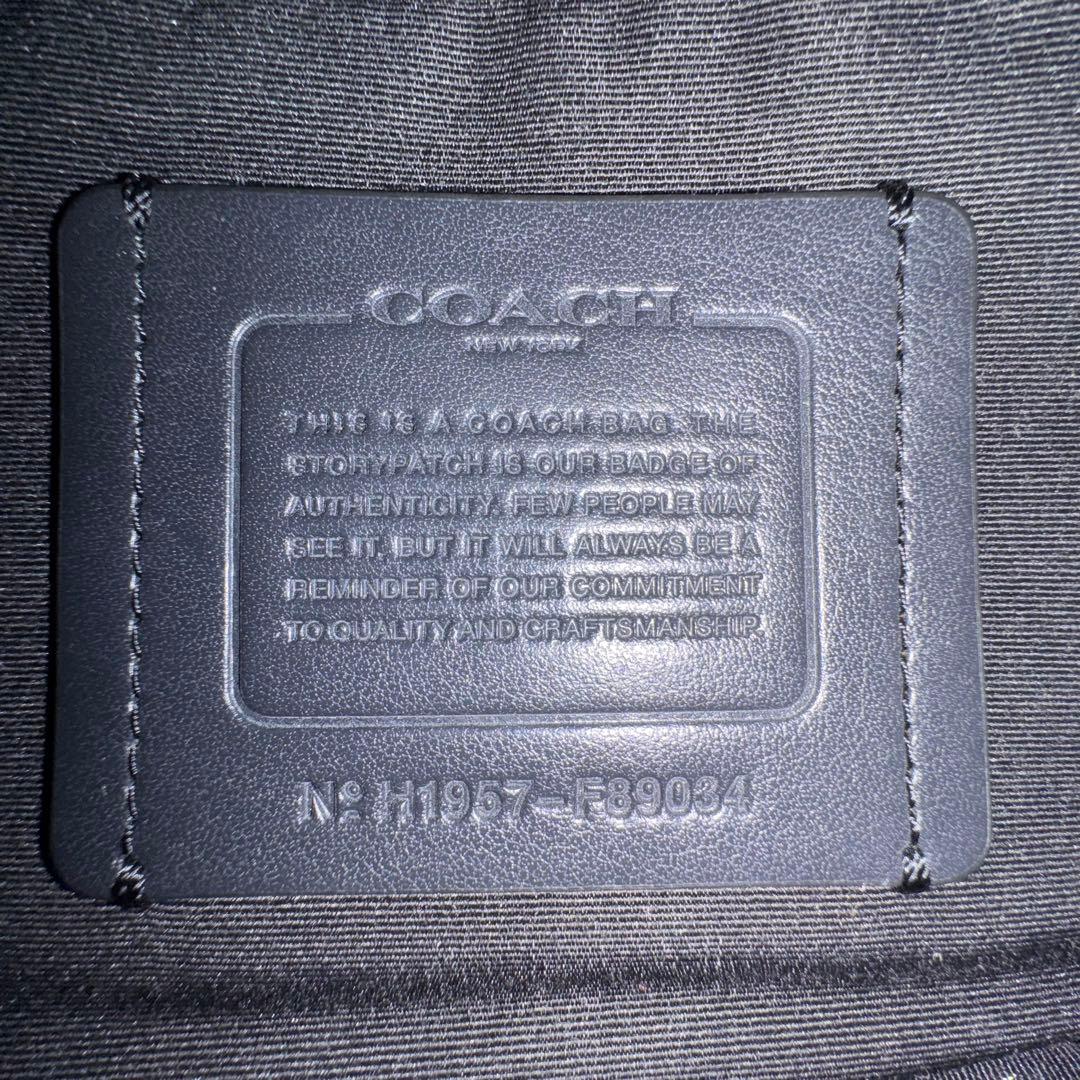 COACH
NEW YORK
THIS IS A COACH BAG. THE
STORYPATCH IS OUR BADGE OF
AUTHENTICITY. FEW PEOPLE MAY
SEE IT, BUT IT WILL ALWAYS BE A
REMINDER OF OUR COMMITMENT
TO QUALITY AND CRAFTSMANSHIP.
Nº H1957-F89034